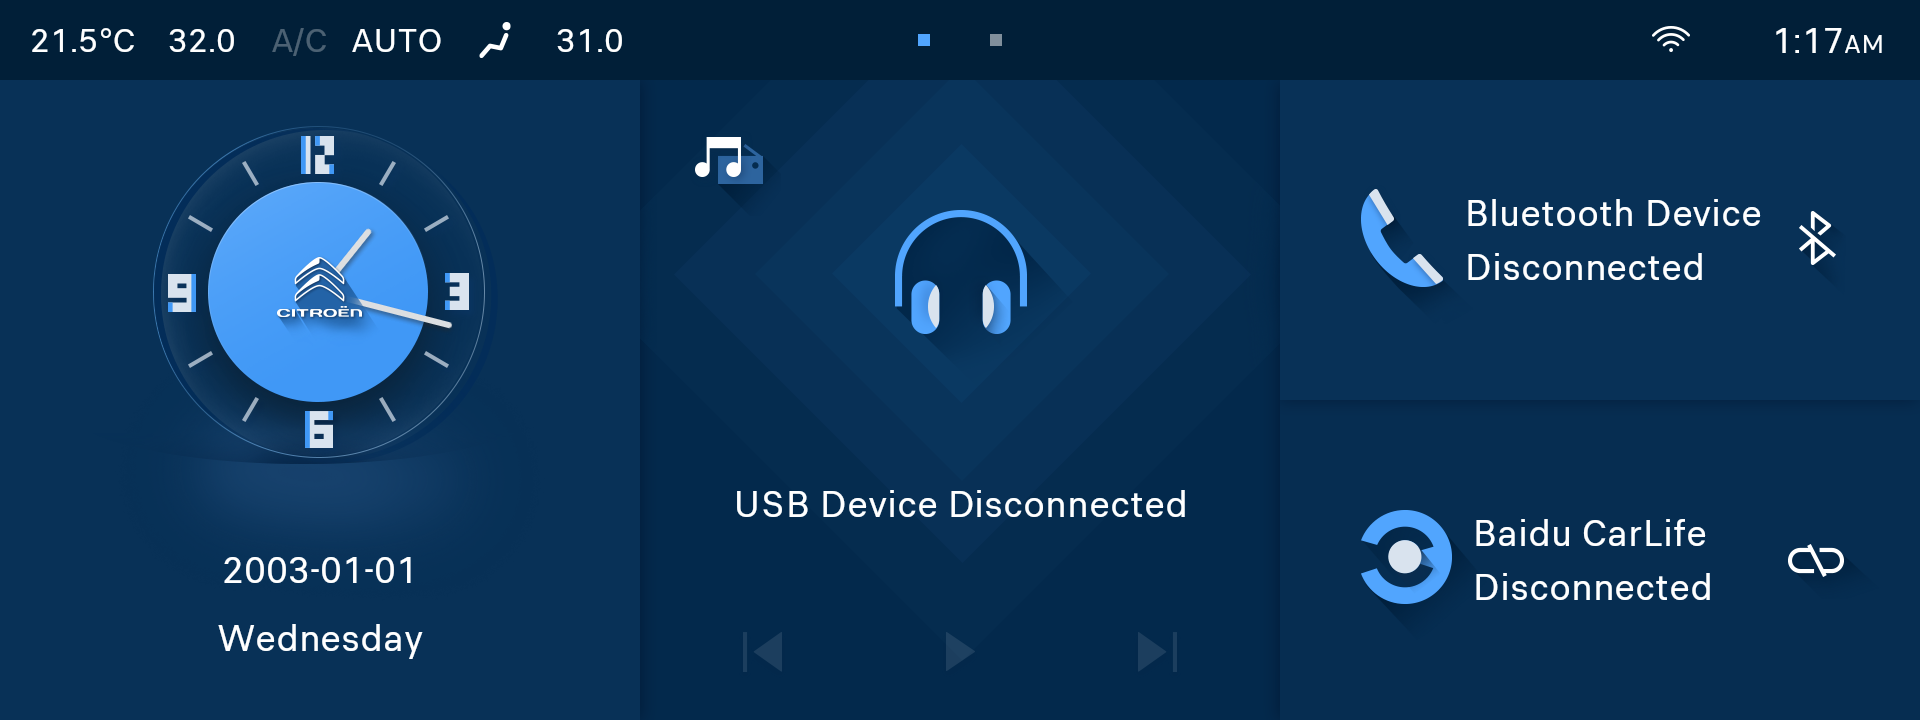 21.5°C 32.0 A/C AUTO 31.0 1:17AM
12
9 3
CITROËN
6
2003-01-01
Wednesday
USB Device Disconnected
Bluetooth Device
Disconnected
Baidu CarLife
Disconnected